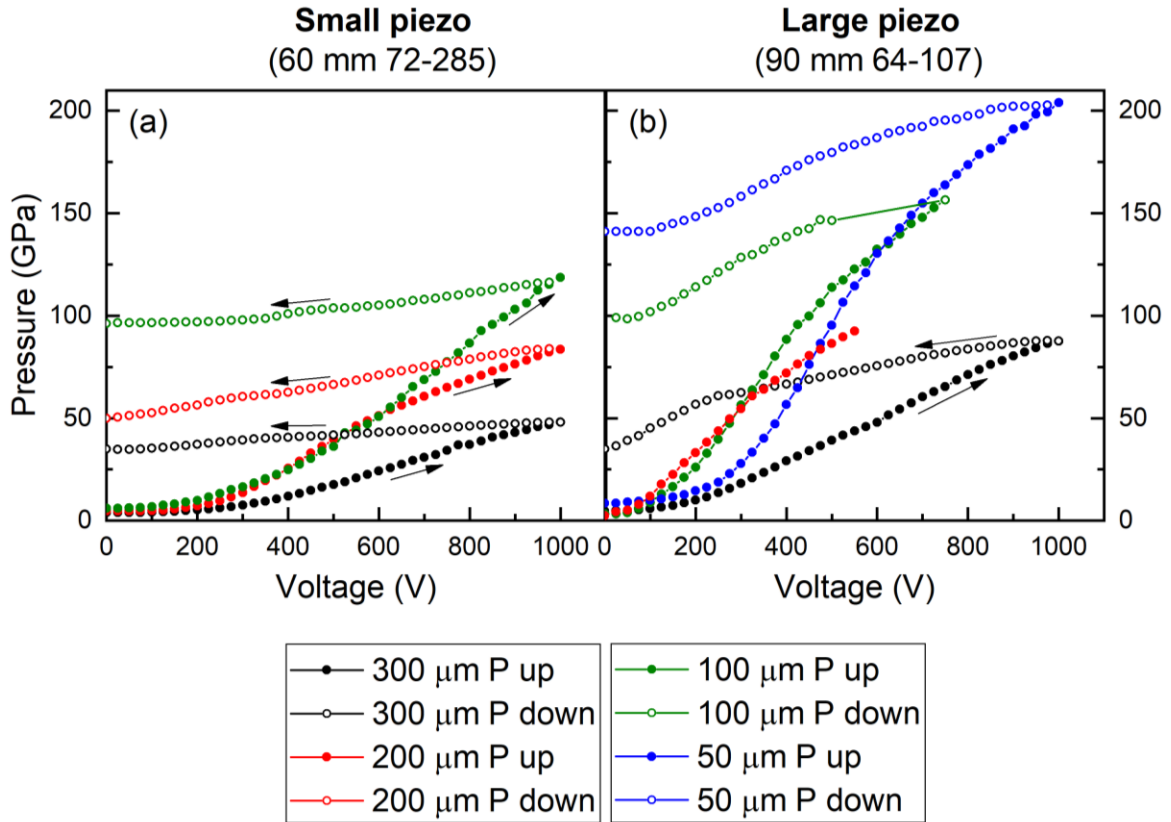 Small piezo
(60 mm 72-285)
Large piezo
(90 mm 64-107)
(a)
(b)
Pressure (GPa)
200
150
100
50
0
200
150
100
50
0
0 200 400 600 800 1000
0 200 400 600 800 1000
Voltage (V)
Voltage (V)
300 μm P up
300 μm P down
200 μm P up
200 μm P down
100 μm P up
100 μm P down
50 μm P up
50 μm P down